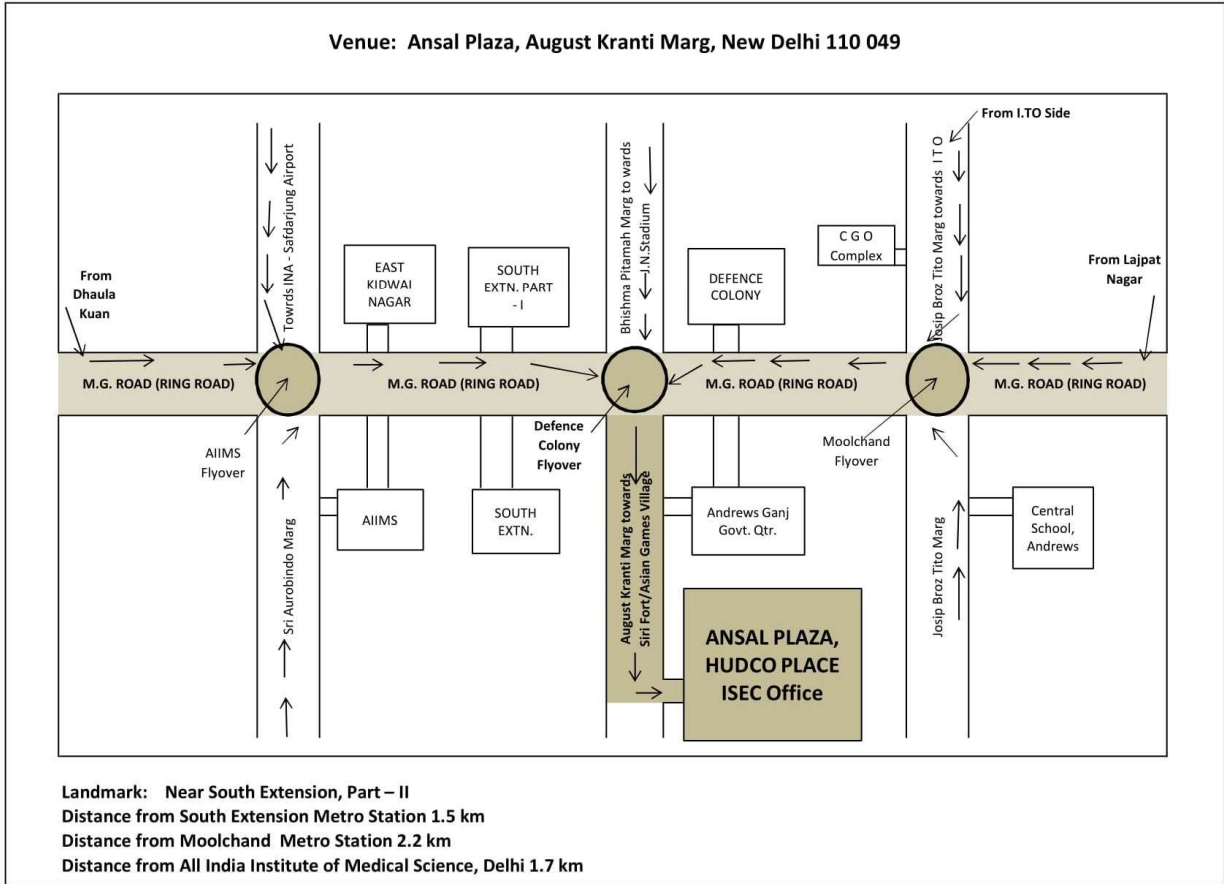 Venue: Ansal Plaza, August Kranti Marg, New Delhi 110 049
From I.TO Side
Towrds INA - Safdarjung Airport
Bhishma Pitamah Marg to wards
J.N.Stadium
Josip Broz Tito Marg towards I T O
C G O
Complex
From
Dhaula
Kuan
EAST
KIDWAI
NAGAR
SOUTH
EXTN. PART
- I
DEFENCE
COLONY
From Lajpat
Nagar
M.G. ROAD (RING ROAD)
M.G. ROAD (RING ROAD)
M.G. ROAD (RING ROAD)
M.G. ROAD (RING ROAD)
AIIMS
Flyover
Defence
Colony
Flyover
Moolchand
Flyover
Sri Aurobindo Marg
AIIMS
SOUTH
EXTN.
August Kranti Marg towards
Siri Fort/Asian Games Village
Andrews Ganj
Govt. Qtr.
Josip Broz Tito Marg
Central
School,
Andrews
ANSAL PLAZA,
HUDCO PLACE
ISEC Office
Landmark: Near South Extension, Part – II
Distance from South Extension Metro Station 1.5 km
Distance from Moolchand Metro Station 2.2 km
Distance from All India Institute of Medical Science, Delhi 1.7 km